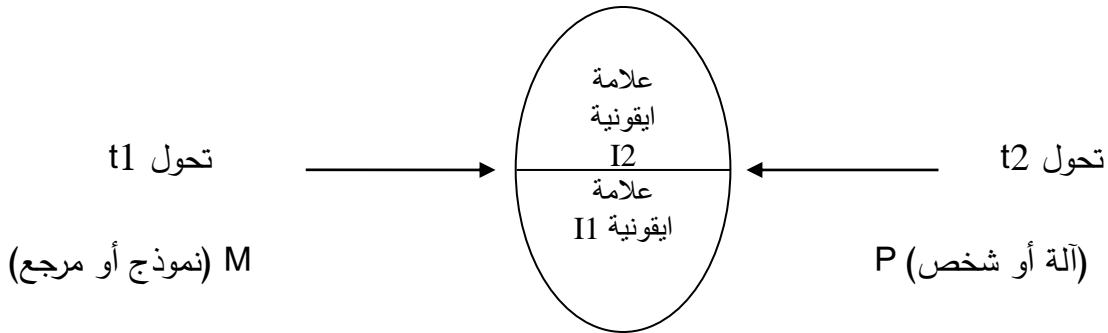 علامة
ايقونية
I2
تحول t2
تحول t1
علامة
ايقونية I1
P (آلة أو شخص)
M (نموذج أو مرجع)